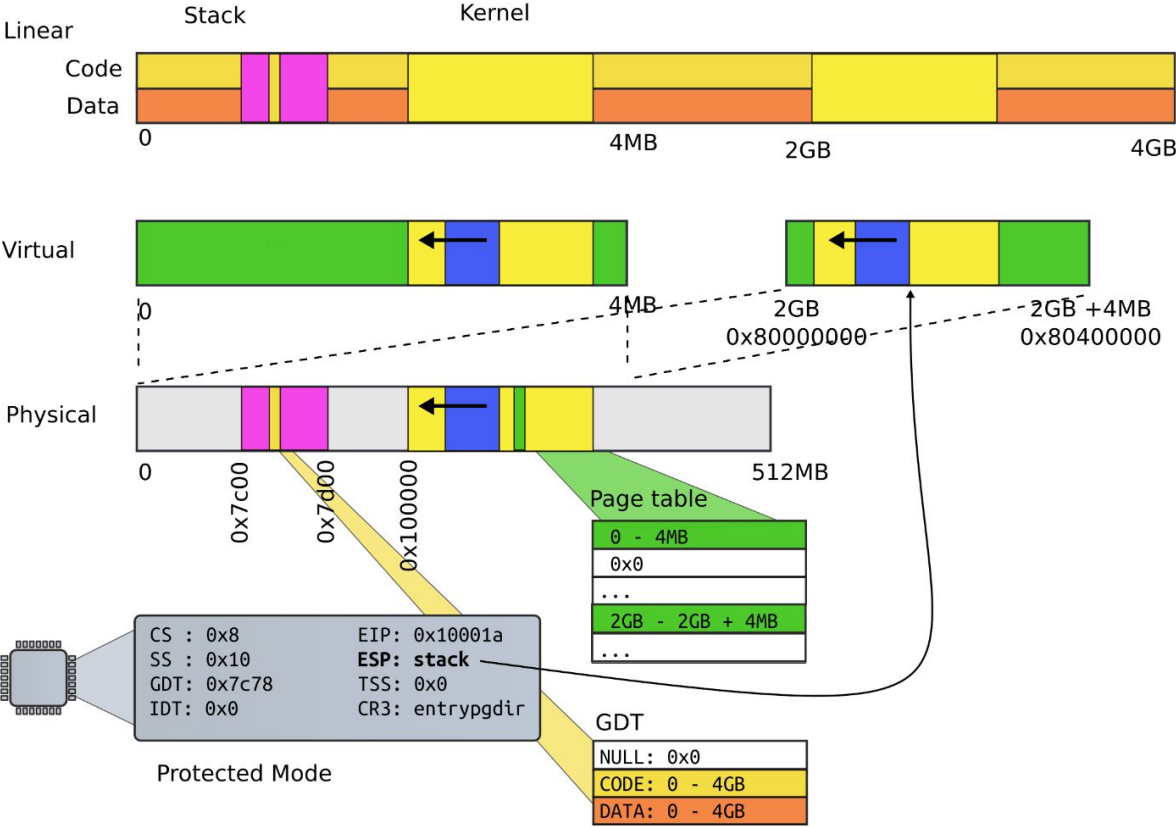 Stack
Kernel
Linear
Code
Data
0
4MB
2GB
4GB
Virtual
0
4MB
2GB
0x80000000
2GB +4MB
0x80400000
Physical
0
512MB
0x7c00
0x7d00
0x100000
Page table
0 - 4MB
0x0
...
2GB - 2GB + 4MB
...
CS : 0x8
EIP: 0x10001a
SS : 0x10
ESP: stack
GDT: 0x7c78
TSS: 0x0
IDT: 0x0
CR3: entrypgdir
Protected Mode
GDT
NULL: 0x0
CODE: 0 - 4GB
DATA: 0 - 4GB